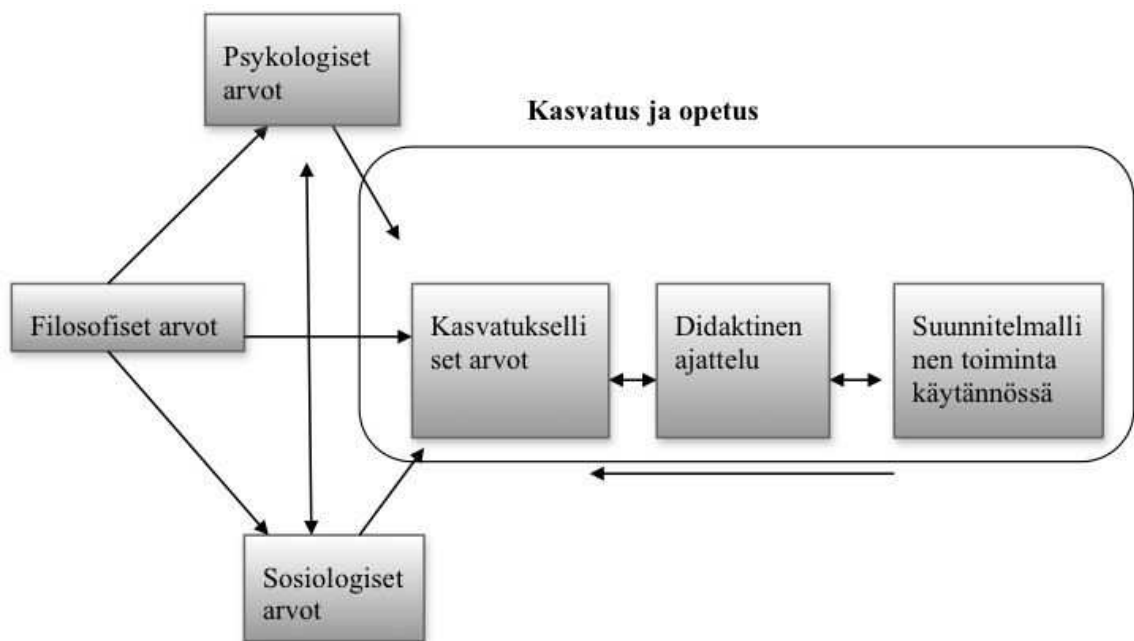 Psykologiset
arvot
Kasvatus ja opetus
Filosofiset arvot
Kasvatukselli
set arvot
Didaktinen
ajattelu
Suunnitelmalli
nen toiminta
käytännössä
Sosiologiset
arvot